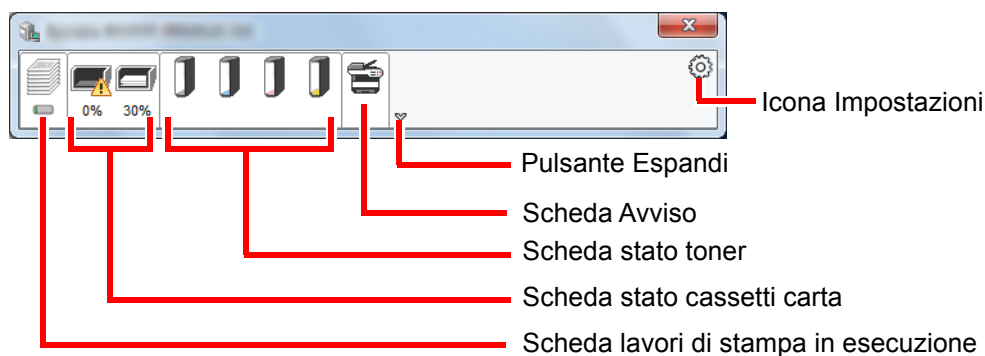 0%
30%
Icona Impostazioni
Pulsante Espandi
Scheda Avviso
Scheda stato toner
Scheda stato cassetti carta
Scheda lavori di stampa in esecuzione